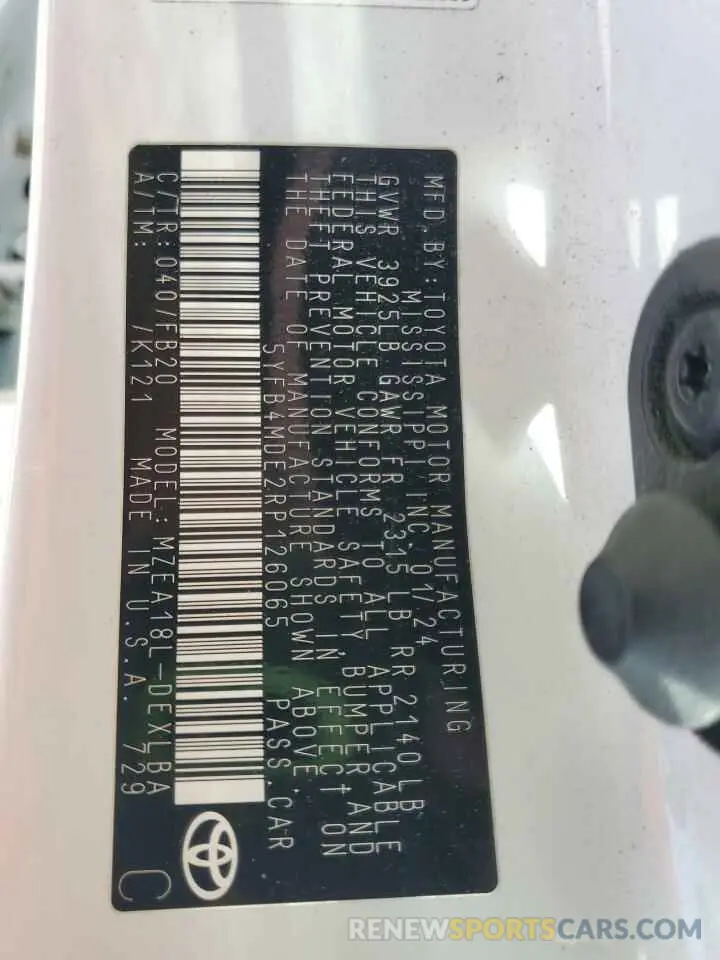 MFD. BY: TOYOTA MOTOR MANUFACTURING
MISSISSIPPI INC. 01/24
GVWR 3925LB GAWR FR 2315 LB RR 2140LB
THIS VEHICLE CONFORMS TO ALL APPLICABLE
FEDERAL MOTOR VEHICLE SAFETY, BUMPER AND
THEFT PREVENTION STANDARDS IN EFFECT ON
THE DATE OF MANUFACTURE SHOWN ABOVE.
5YFB4MDE2RP126065 PASS.CAR
C/TR:040/FB20 MODEL:MZEA18L-DEXLBA
A/TM: /K121 MADE IN U.S.A. 729
C
RENEWSPORTSCARS.COM